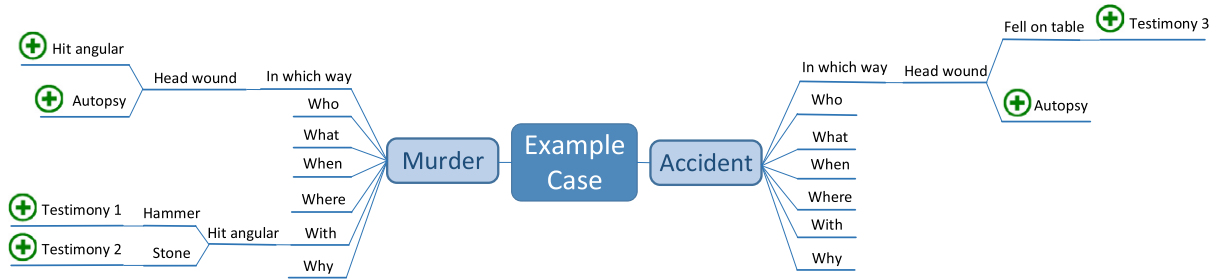 Hit angular
Autopsy
Head wound
In which way
Who
What
When
Where
With
Why
Testimony 1
Hammer
Testimony 2
Stone
Hit angular
Murder
Example
Case
Accident
In which way
Head wound
Fell on table
Testimony 3
Autopsy
Who
What
When
Where
With
Why